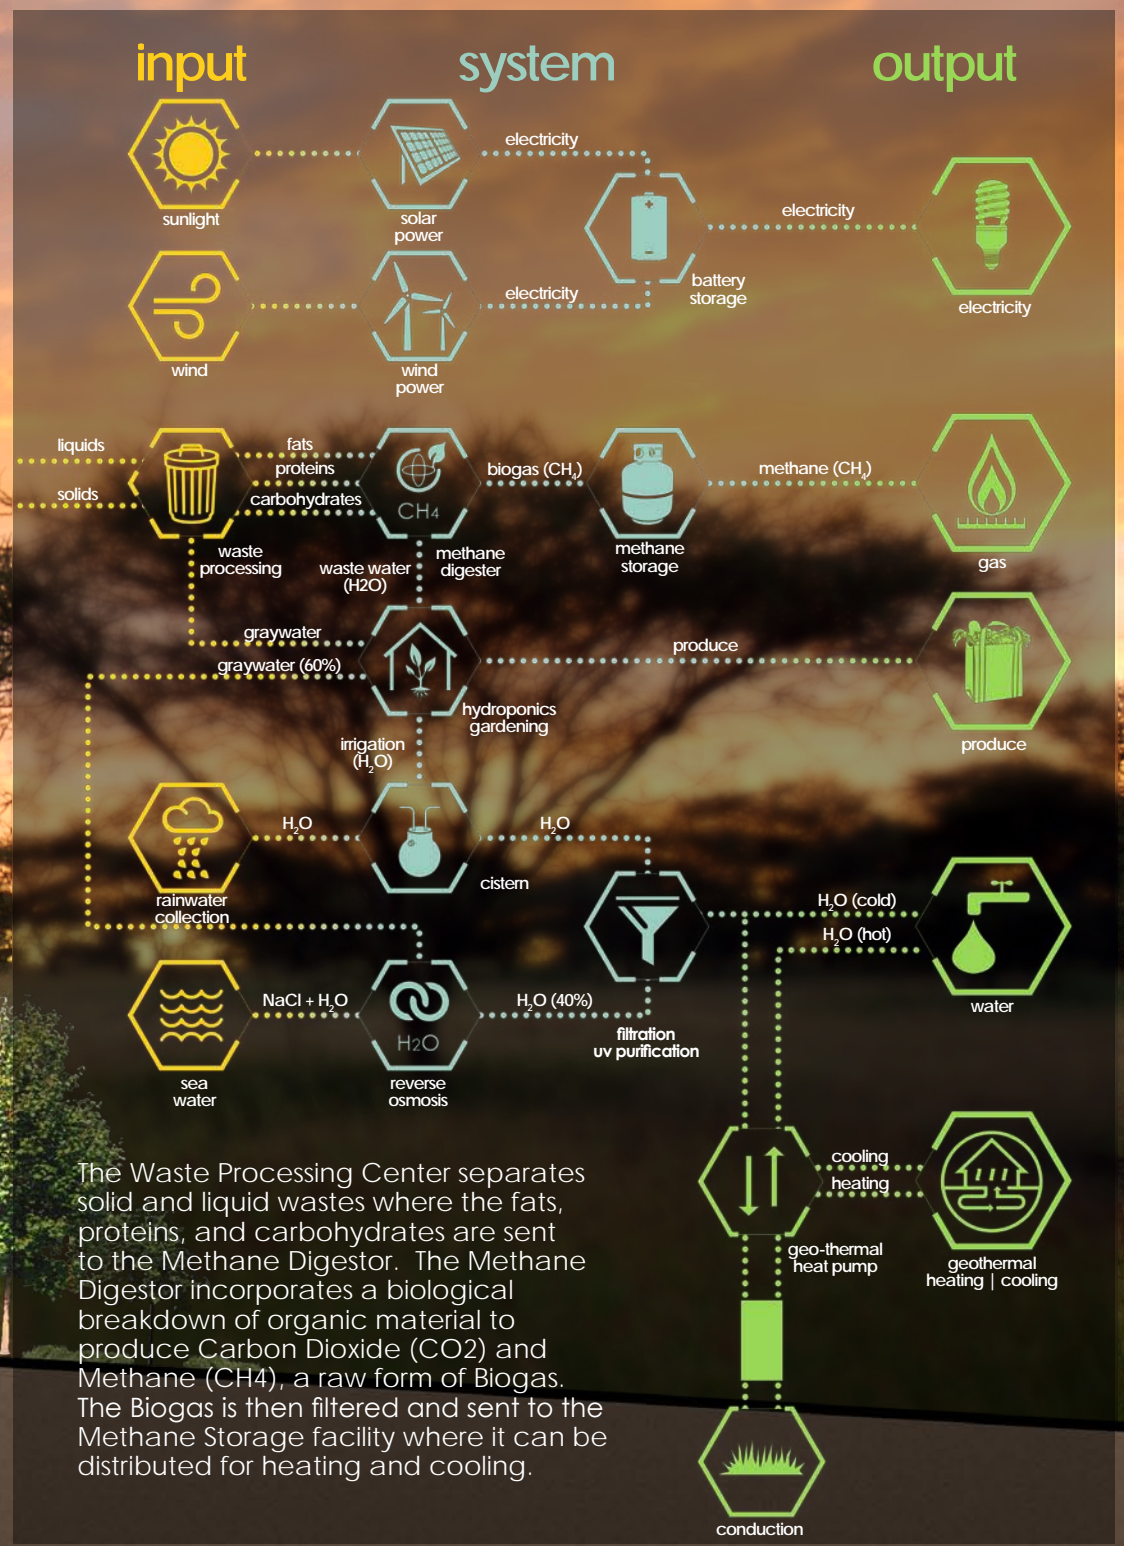 input
system
output
sunlight
solar
power
electricity
battery
storage
electricity
electricity
wind
wind
power
electricity
liquids
solids
waste
processing
fats
proteins
carbohydrates
CH4
methane
digester
biogas (CH₄)
methane
storage
methane (CH₄)
gas
waste water
(H2O)
graywater
graywater (60%)
hydroponics
gardening
produce
produce
irrigation
(H₂O)
rainwater
collection
H₂O
cistern
H₂O
filtration
uv purification
H₂O (cold)
H₂O (hot)
water
sea
water
NaCl + H₂O
H2O
reverse
osmosis
H₂O (40%)
cooling
heating
geo-thermal
heat pump
geothermal
heating | cooling
conduction
The Waste Processing Center separates
solid and liquid wastes where the fats,
proteins, and carbohydrates are sent
to the Methane Digestor. The Methane
Digestor incorporates a biological
breakdown of organic material to
produce Carbon Dioxide (CO2) and
Methane (CH4), a raw form of Biogas.
The Biogas is then filtered and sent to the
Methane Storage facility where it can be
distributed for heating and cooling.